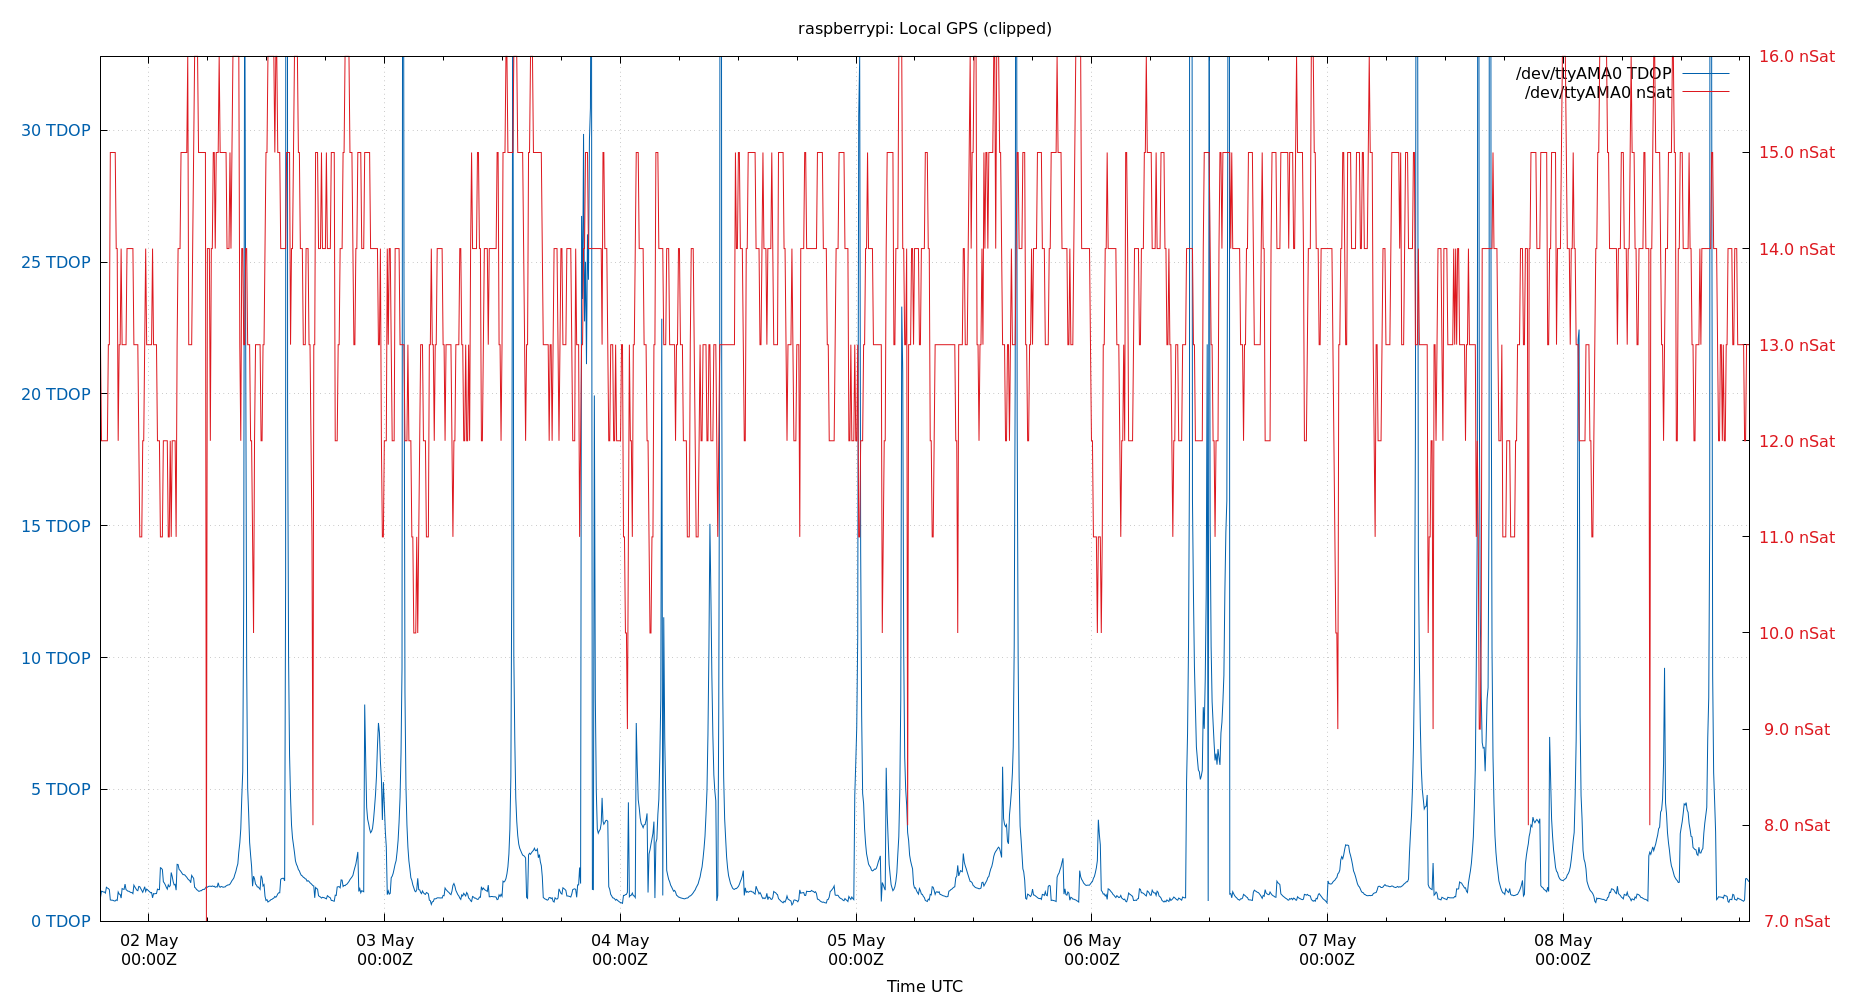 raspberrypi: Local GPS (clipped)
16.0 nSat
/dev/ttyAMA0 TDOP
/dev/ttyAMA0 nSat
30 TDOP
15.0 nSat
25 TDOP
14.0 nSat
13.0 nSat
20 TDOP
12.0 nSat
15 TDOP
11.0 nSat
10.0 nSat
10 TDOP
9.0 nSat
5 TDOP
8.0 nSat
0 TDOP
7.0 nSat
02 May
00:00Z
03 May
00:00Z
04 May
00:00Z
05 May
00:00Z
06 May
00:00Z
07 May
00:00Z
08 May
00:00Z
Time UTC